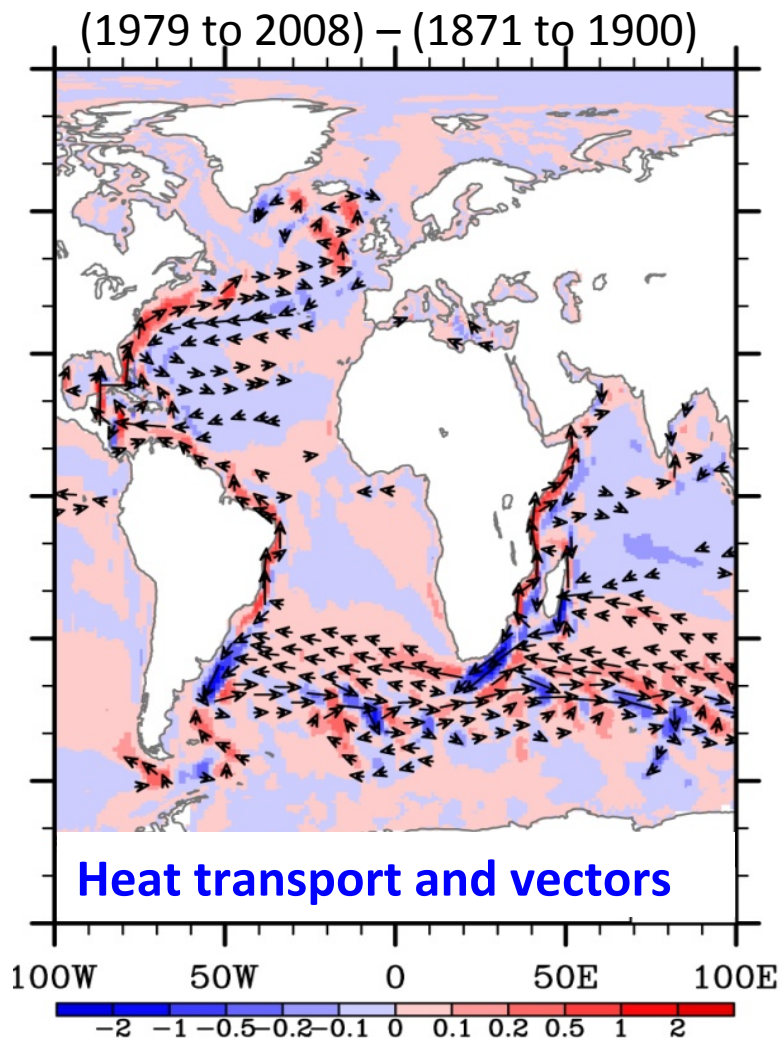 (1979 to 2008) – (1871 to 1900)
Heat transport and vectors
100W 50W 0 50E 100E
−2 −1 −0.5 −0.2 −0.1 0 0.1 0.2 0.5 1 2